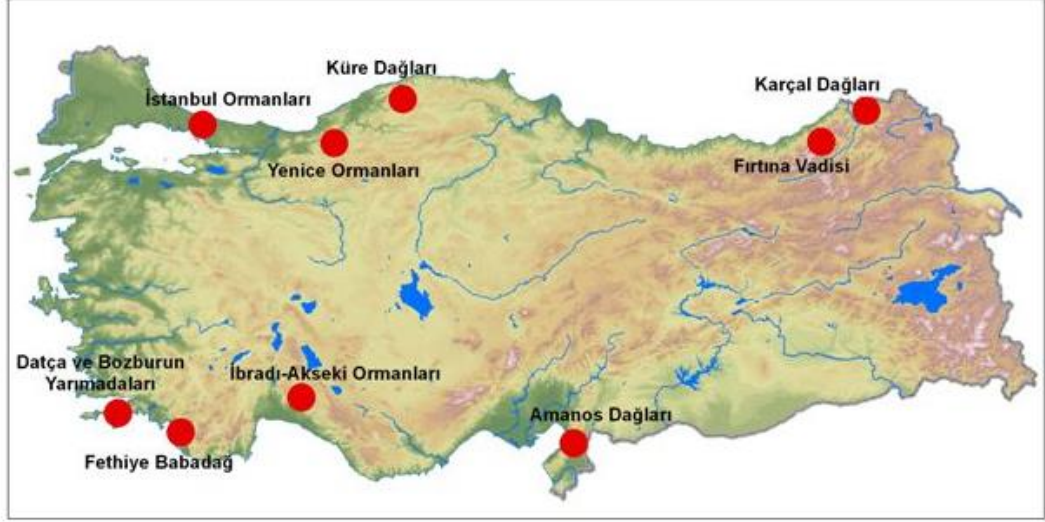 Küre Dağları
İstanbul Ormanları
Karçal Dağları
Yenice Ormanları
Fırtına Vadisi
Datça ve Bozburun
Yarımadaları
İbradı-Akseki Ormanları
Amanos Dağları
Fethiye Babadağ